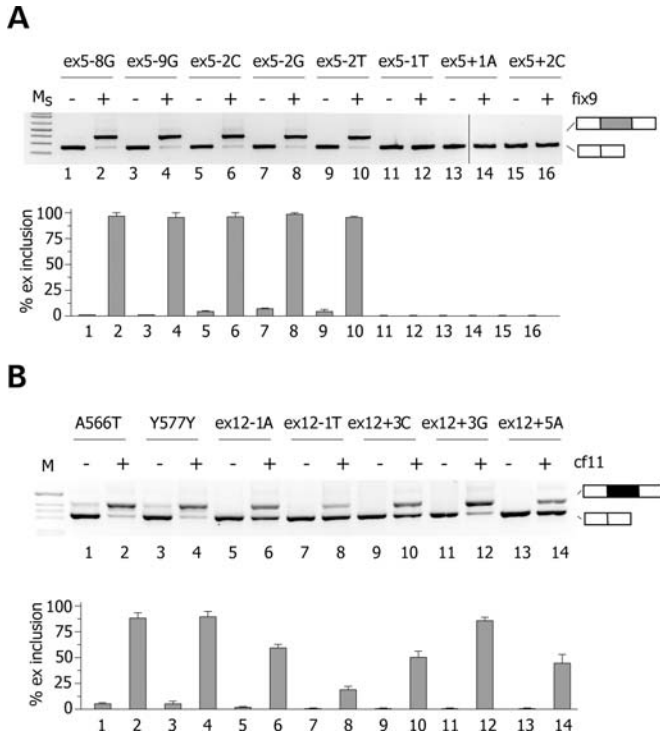 A
ex5-8G ex5-9G ex5-2C ex5-2G ex5-2T ex5-1T ex5+1A ex5+2C
MS - + - + - + - + - + - + - + - + fix9
1 2 3 4 5 6 7 8 9 10 11 12 13 14 15 16
% ex inclusion
100
75
50
25
0
1 2 3 4 5 6 7 8 9 10 11 12 13 14 15 16
B
A566T Y577Y ex12-1A ex12-1T ex12+3C ex12+3G ex12+5A
M - + - + - + - + - + - + - + cf11
1 2 3 4 5 6 7 8 9 10 11 12 13 14
% ex inclusion
100
75
50
25
0
1 2 3 4 5 6 7 8 9 10 11 12 13 14